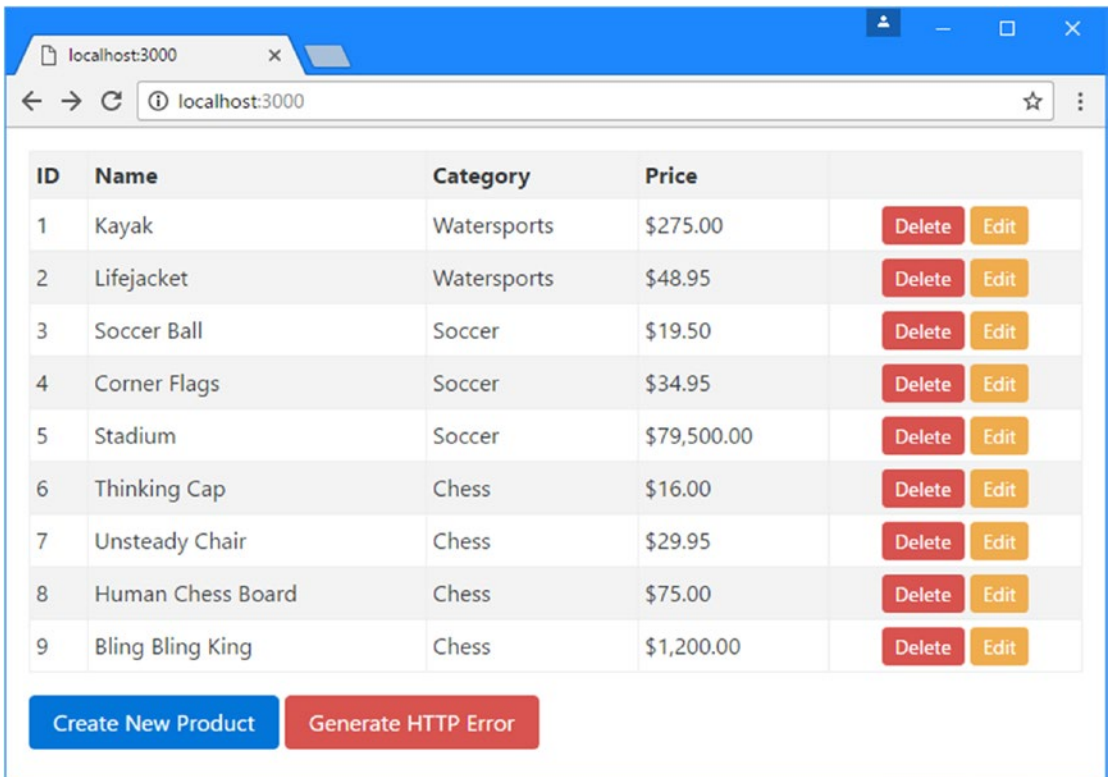 localhost:3000
localhost:3000
ID Name Category Price
1 Kayak Watersports $275.00 Delete Edit
2 Lifejacket Watersports $48.95 Delete Edit
3 Soccer Ball Soccer $19.50 Delete Edit
4 Corner Flags Soccer $34.95 Delete Edit
5 Stadium Soccer $79,500.00 Delete Edit
6 Thinking Cap Chess $16.00 Delete Edit
7 Unsteady Chair Chess $29.95 Delete Edit
8 Human Chess Board Chess $75.00 Delete Edit
9 Bling Bling King Chess $1,200.00 Delete Edit
Create New Product Generate HTTP Error